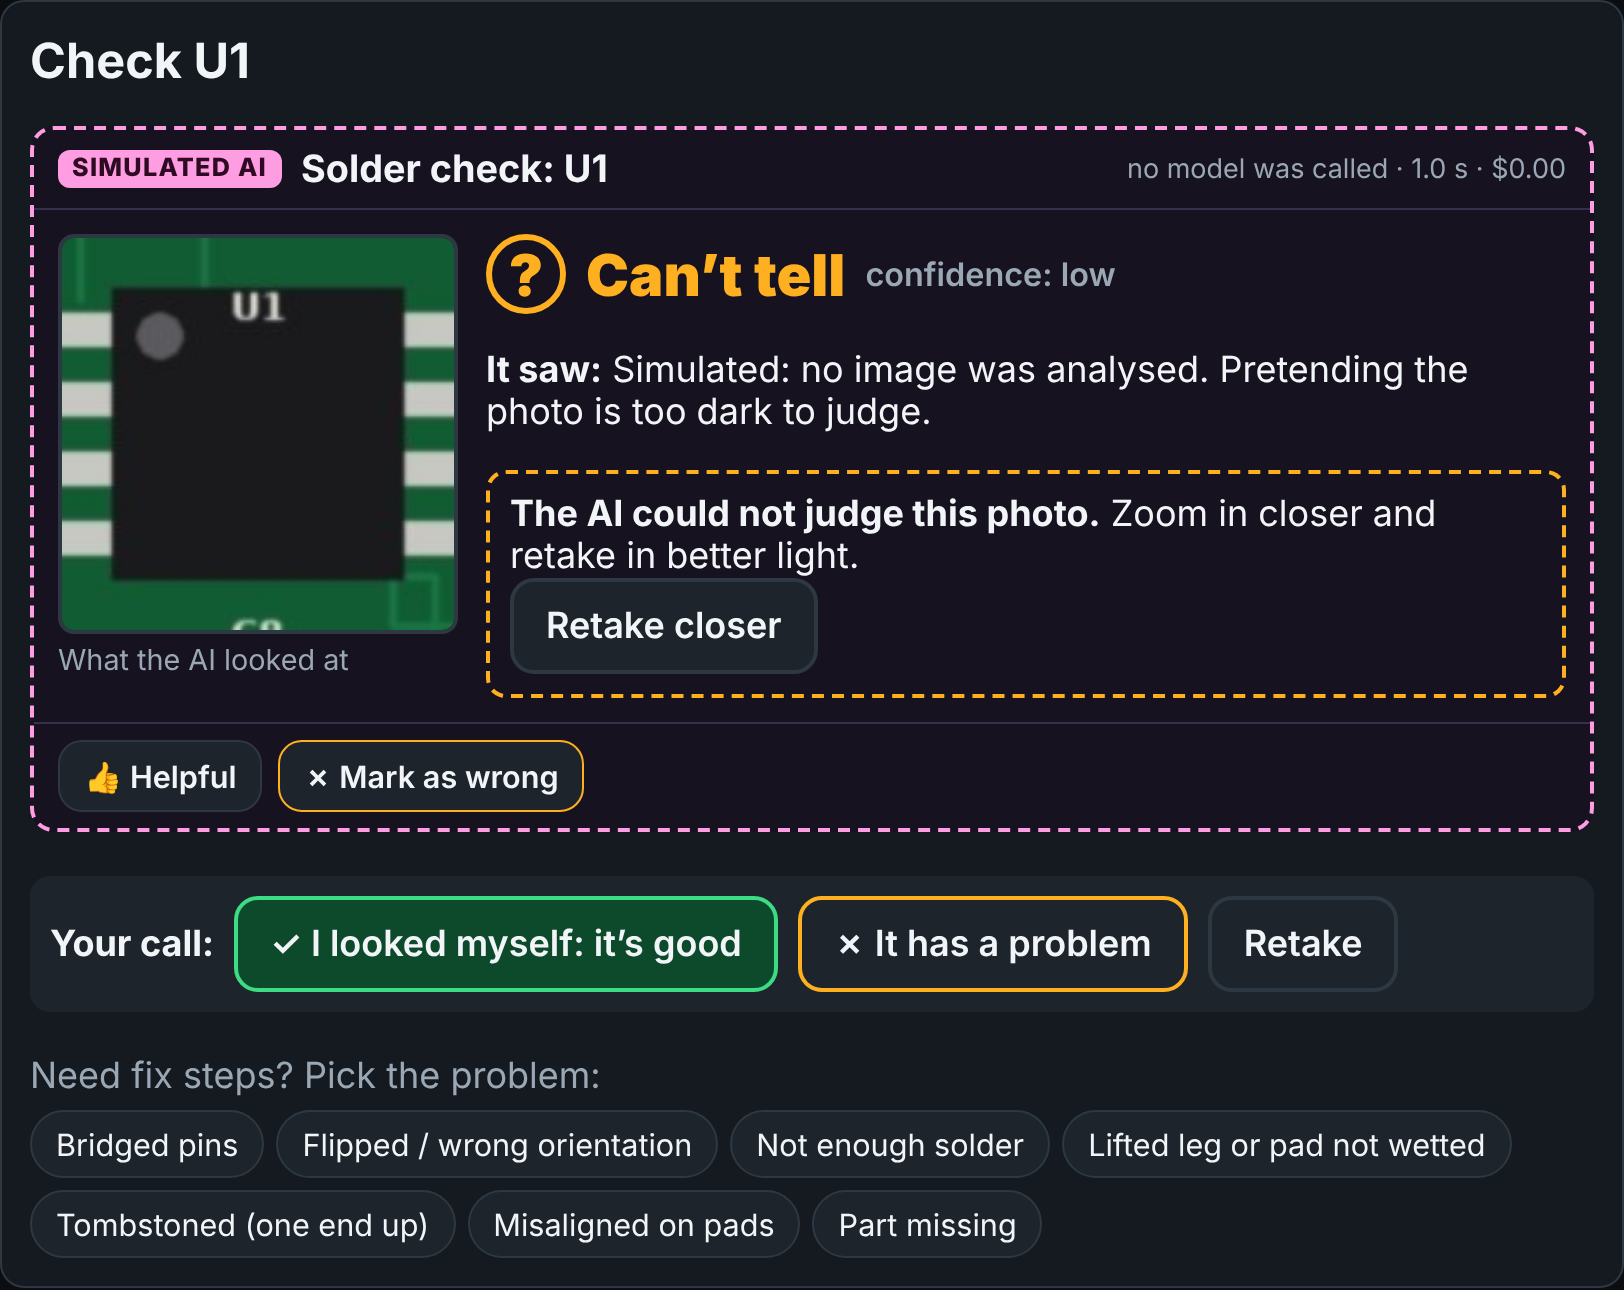 Check U1
SIMULATED AI Solder check: U1 no model was called · 1.0 s · $0.00
U1
? Can’t tell confidence: low
It saw: Simulated: no image was analysed. Pretending the
photo is too dark to judge.
The AI could not judge this photo. Zoom in closer and
retake in better light.
Retake closer
What the AI looked at
👍 Helpful × Mark as wrong
Your call: ✓ I looked myself: it’s good × It has a problem Retake
Need fix steps? Pick the problem:
Bridged pins Flipped / wrong orientation Not enough solder Lifted leg or pad not wetted
Tombstoned (one end up) Misaligned on pads Part missing